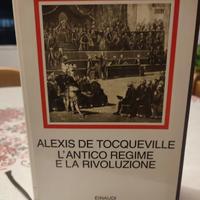 ALEXIS DE TOCQUEVILLE
L'ANTICO REGIME
E LA RIVOLUZIONE
EINAUDI